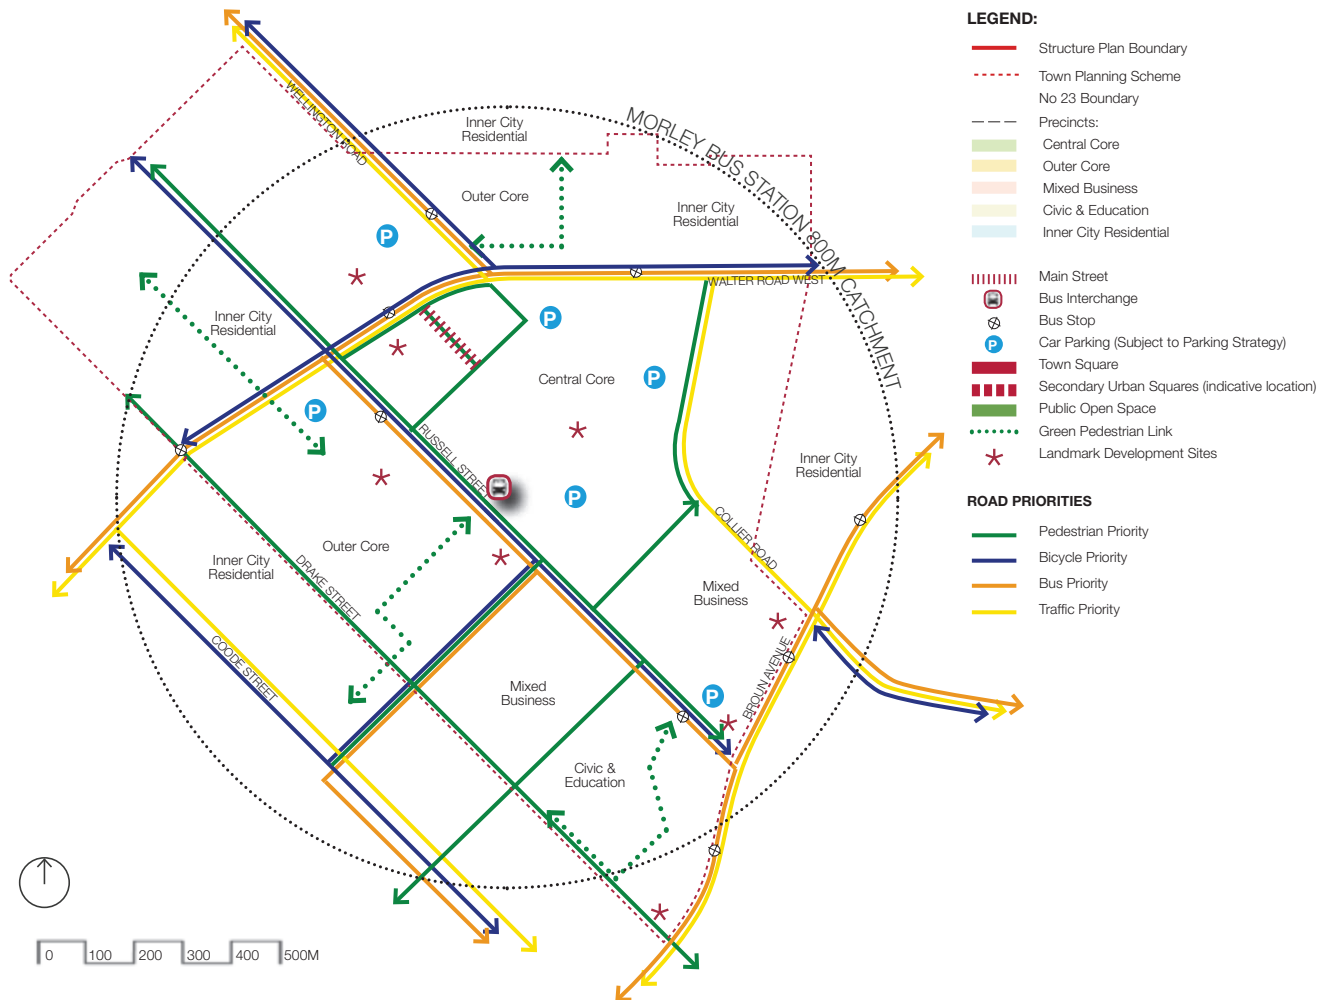 WELLINGTON ROAD
Inner City
Residential
MORLEY BUS STATION 800M CATCHMENT
Outer Core
Inner City
Residential
P
WALTER ROAD WEST
Inner City
Residential
P
Central Core
P
P
RUSSELL STREET
Inner City
Residential
P
COLLIER ROAD
Outer Core
Inner City
Residential
DRAKE STREET
Mixed
Business
COODE STREET
Mixed
Business
P
BROUN AVENUE
Civic &
Education
0 100 200 300 400 500M
LEGEND:
Structure Plan Boundary
Town Planning Scheme
No 23 Boundary
Precincts:
Central Core
Outer Core
Mixed Business
Civic & Education
Inner City Residential
Main Street
Bus Interchange
Bus Stop
P Car Parking (Subject to Parking Strategy)
Town Square
Secondary Urban Squares (indicative location)
Public Open Space
Green Pedestrian Link
Landmark Development Sites
ROAD PRIORITIES
Pedestrian Priority
Bicycle Priority
Bus Priority
Traffic Priority